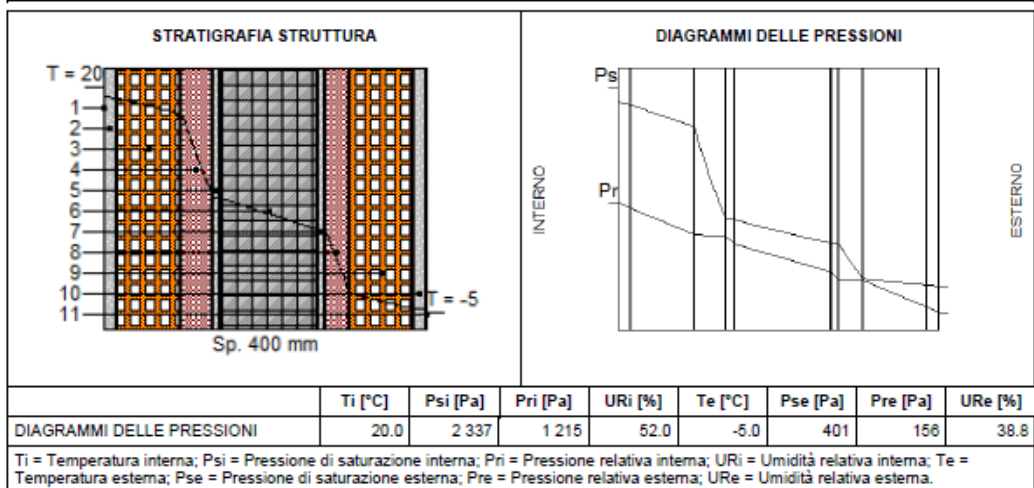 STRATIGRAFIA STRUTTURA
T = 20
1
2
3
4
5
6
7
8
9
10
11
T = -5
Sp. 400 mm
DIAGRAMMI DELLE PRESSIONI
Ps
Pr
INTERNO
ESTERNO
Ti [°C] Psi [Pa] Pri [Pa] URi [%] Te [°C] Pse [Pa] Pre [Pa] URe [%]
DIAGRAMMI DELLE PRESSIONI 20.0 2 337 1 215 52.0 -5.0 401 156 38.8
Ti = Temperatura interna; Psi = Pressione di saturazione interna; Pri = Pressione relativa interna; URi = Umidità relativa interna; Te =
Temperatura esterna; Pse = Pressione di saturazione esterna; Pre = Pressione relativa esterna; URe = Umidità relativa esterna.